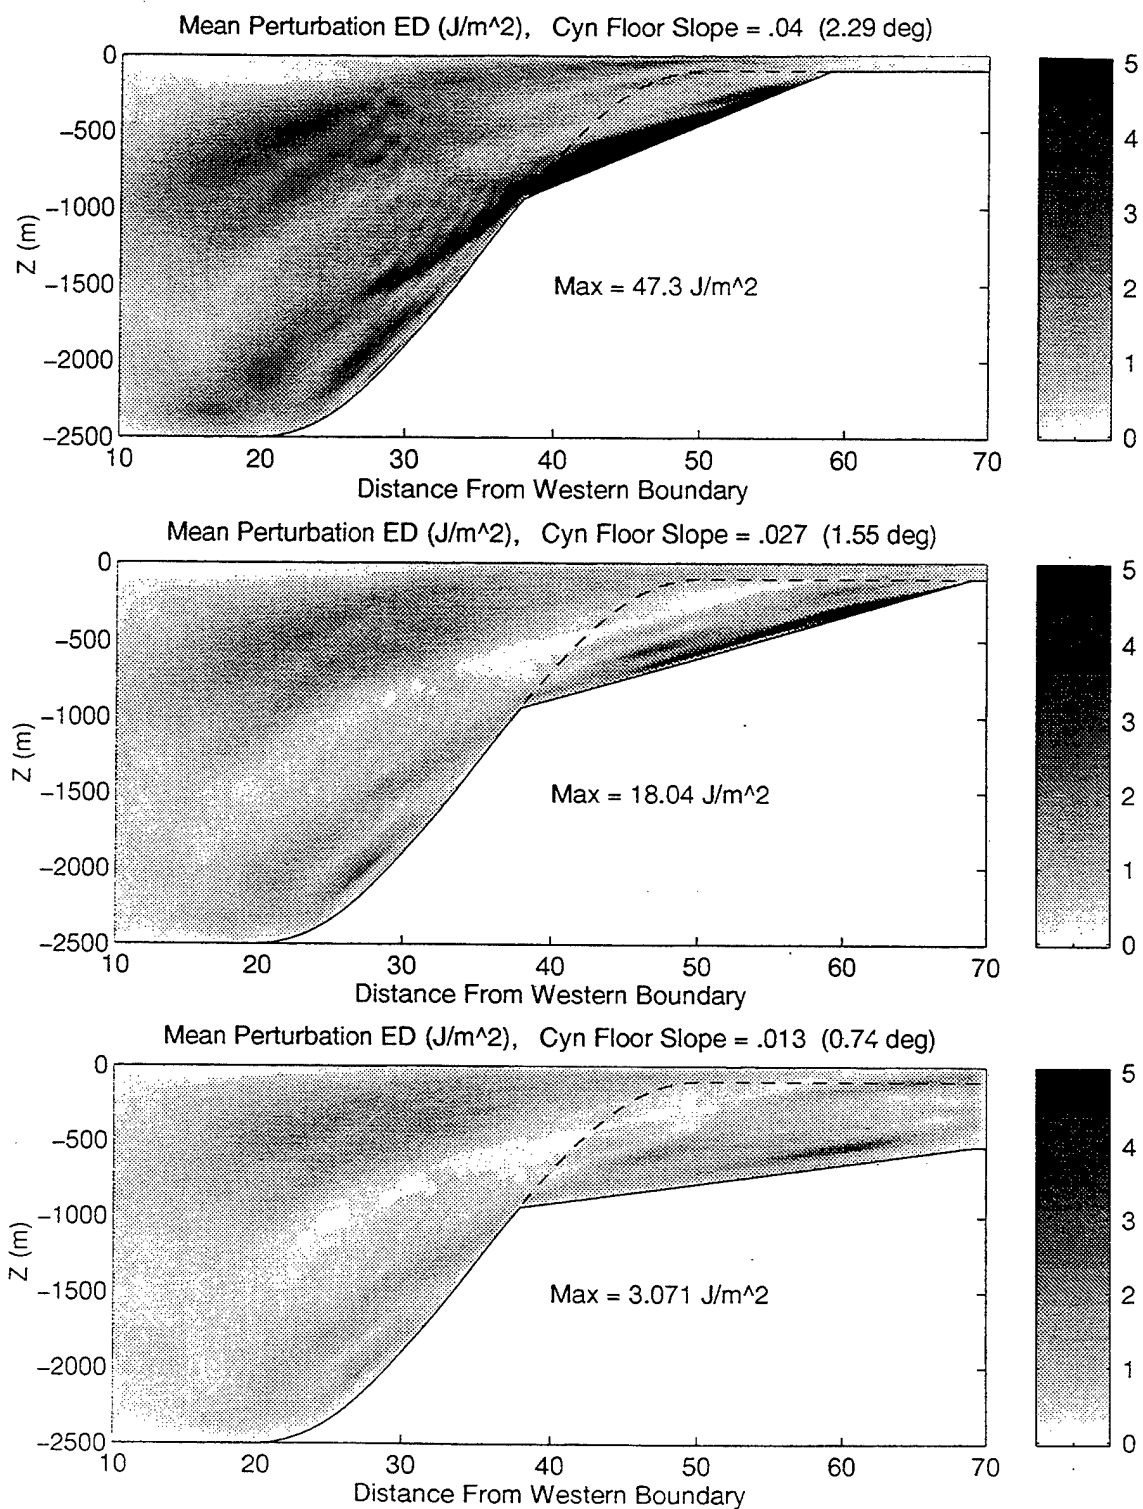 Mean Perturbation ED (J/m^2), Cyn Floor Slope = .04 (2.29 deg)
0
−500
−1000
−1500
−2000
−2500
Z (m)
10 20 30 40 50 60 70
Distance From Western Boundary
Max = 47.3 J/m^2
5
4
3
2
1
0
Mean Perturbation ED (J/m^2), Cyn Floor Slope = .027 (1.55 deg)
0
−500
−1000
−1500
−2000
−2500
Z (m)
10 20 30 40 50 60 70
Distance From Western Boundary
Max = 18.04 J/m^2
5
4
3
2
1
0
Mean Perturbation ED (J/m^2), Cyn Floor Slope = .013 (0.74 deg)
0
−500
−1000
−1500
−2000
−2500
Z (m)
10 20 30 40 50 60 70
Distance From Western Boundary
Max = 3.071 J/m^2
5
4
3
2
1
0